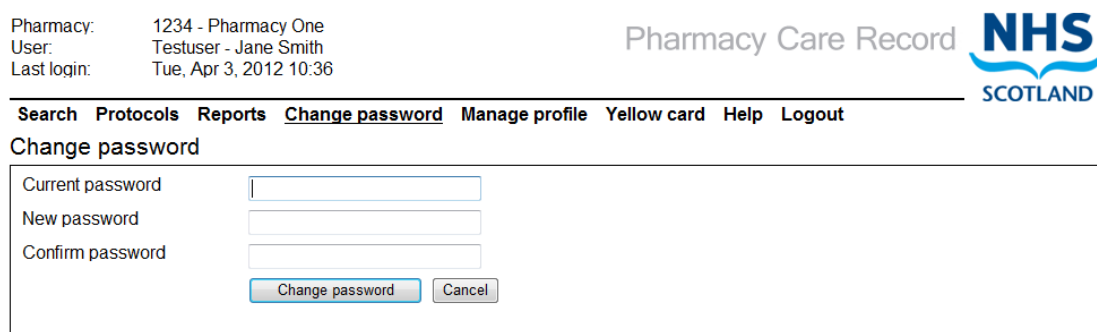 Pharmacy: 1234 - Pharmacy One
User: Testuser - Jane Smith
Last login: Tue, Apr 3, 2012 10:36
Pharmacy Care Record
NHS
SCOTLAND
Search Protocols Reports Change password Manage profile Yellow card Help Logout
Change password
Current password
New password
Confirm password
Change password Cancel